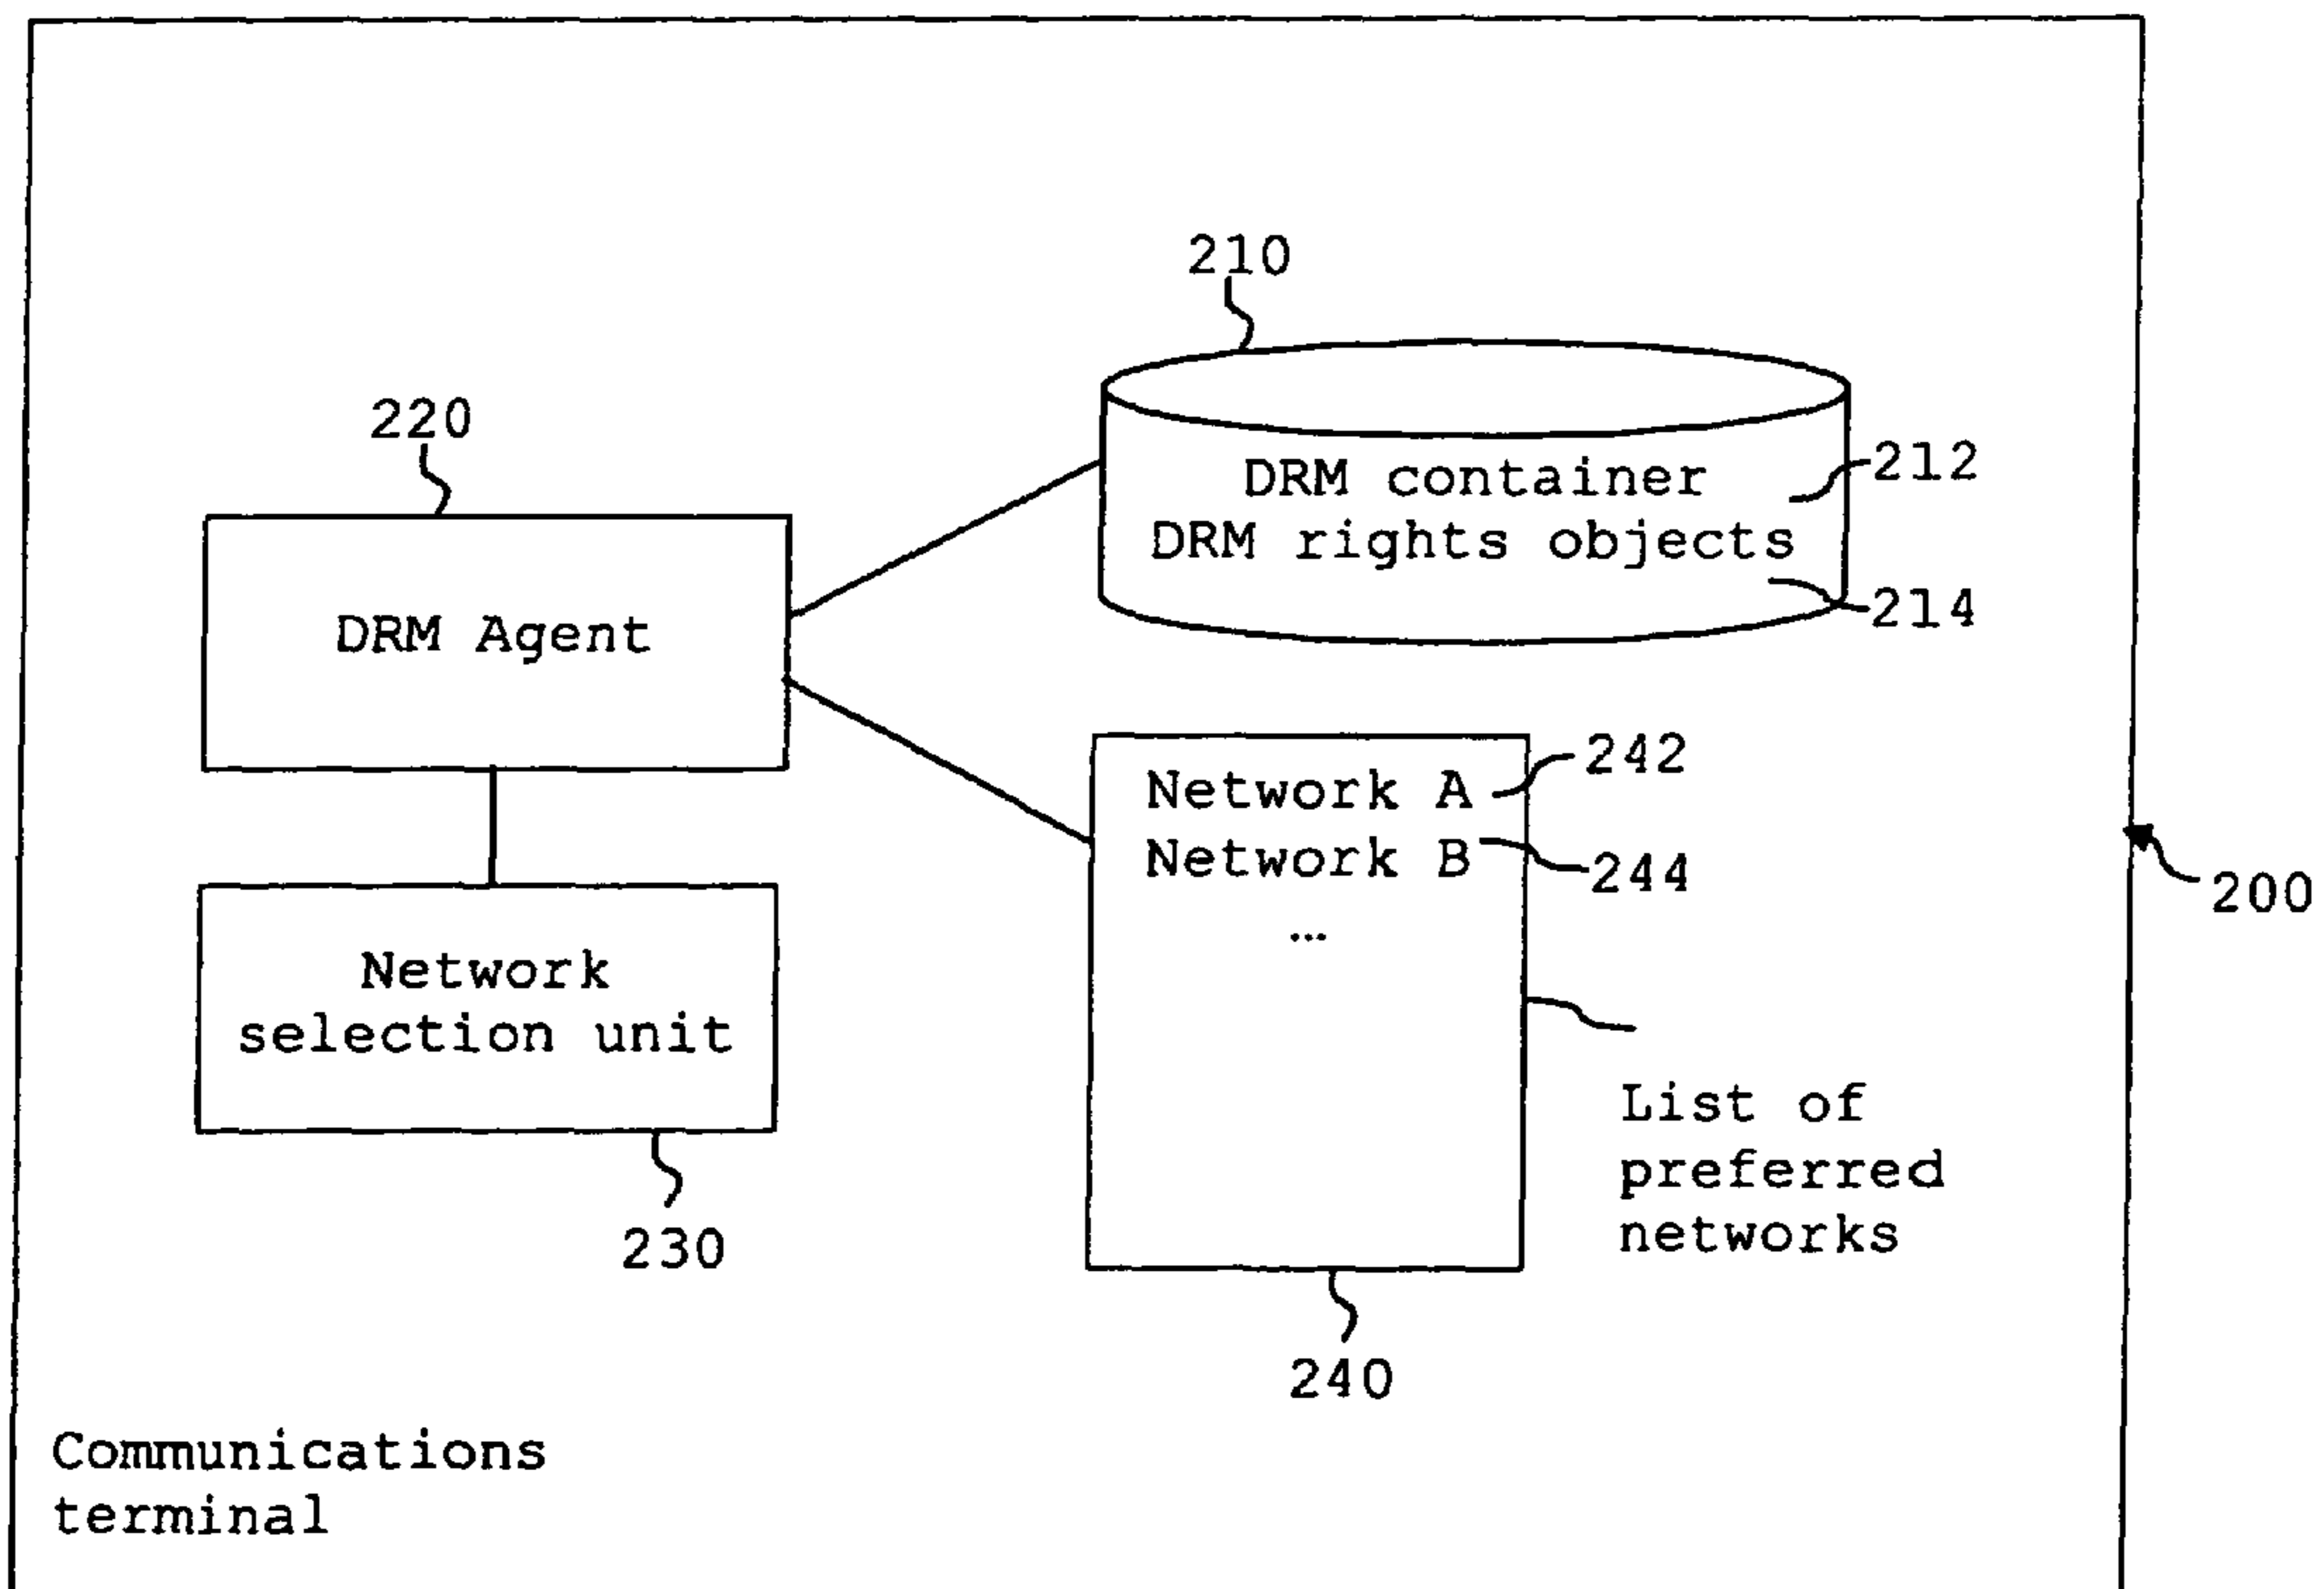 210
220
DRM container
212
DRM rights objects
214
DRM Agent
Network A
242
Network B
244
...
200
Network
selection unit
230
List of
preferred
networks
240
Communications
terminal